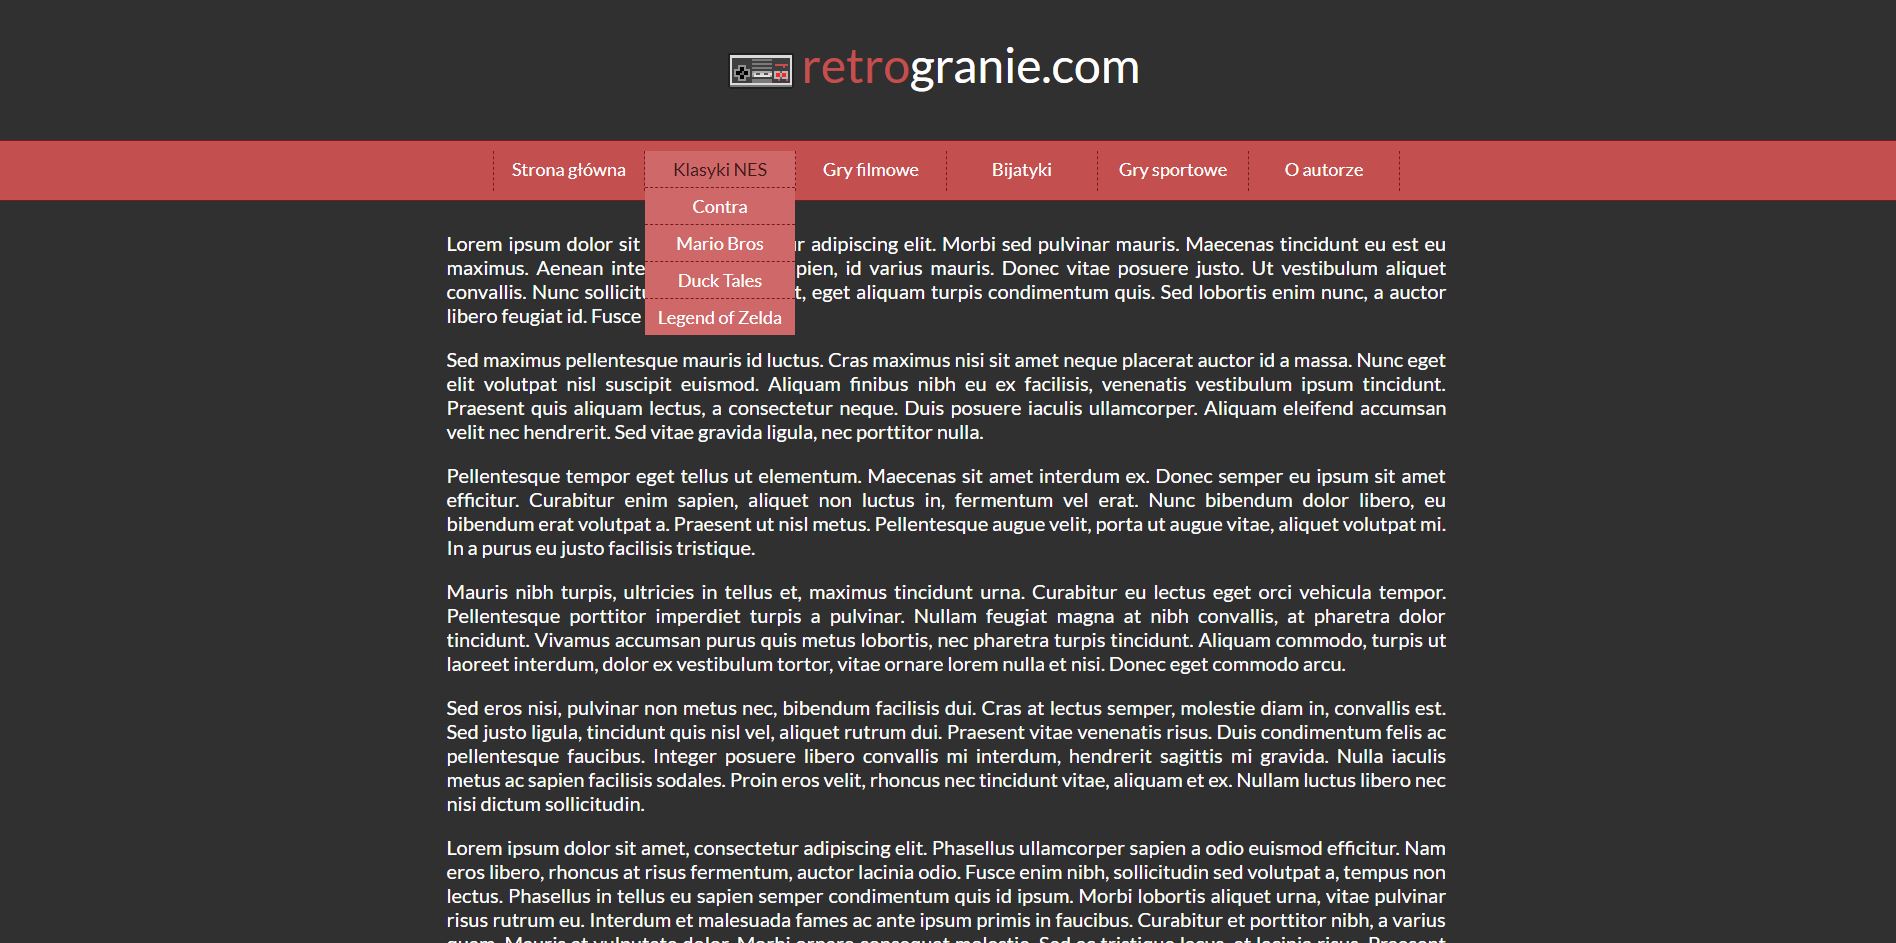 retrogranie.com
Strona główna Klasyki NES Gry filmowe Bijatyki Gry sportowe O autorze
Contra
Mario Bros
Duck Tales
Legend of Zelda
Lorem ipsum dolor sit adipiscing elit. Morbi sed pulvinar mauris. Maecenas tincidunt eu est eu
maximus. Aenean id varius mauris. Donec vitae posuere justo. Ut vestibulum aliquet
convallis. Nunc eget aliquam turpis condimentum quis. Sed lobortis enim nunc, a auctor
libero feugiat id. Fusce
Sed maximus pellentesque mauris id luctus. Cras maximus nisi sit amet neque placerat auctor id a massa. Nunc eget
elit volutpat nisl suscipit euismod. Aliquam finibus nibh eu ex facilisis, venenatis vestibulum ipsum tincidunt.
Praesent quis aliquam lectus, a consectetur neque. Duis posuere iaculis ullamcorper. Aliquam eleifend accumsan
velit nec hendrerit. Sed vitae gravida ligula, nec porttitor nulla.
Pellentesque tempor eget tellus ut elementum. Maecenas sit amet interdum ex. Donec semper eu ipsum sit amet
efficitur. Curabitur enim sapien, aliquet non luctus in, fermentum vel erat. Nunc bibendum dolor libero, eu
bibendum erat volutpat a. Praesent ut nisl metus. Pellentesque augue velit, porta ut augue vitae, aliquet volutpat mi.
In a purus eu justo facilisis tristique.
Mauris nibh turpis, ultricies in tellus et, maximus tincidunt urna. Curabitur eu lectus eget orci vehicula tempor.
Pellentesque porttitor imperdiet turpis a pulvinar. Nullam feugiat magna at nibh convallis, at pharetra dolor
tincidunt. Vivamus accumsan purus quis metus lobortis, nec pharetra turpis tincidunt. Aliquam commodo, turpis ut
laoreet interdum, dolor ex vestibulum tortor, vitae ornare lorem nulla et nisi. Donec eget commodo arcu.
Sed eros nisi, pulvinar non metus nec, bibendum facilisis dui. Cras at lectus semper, molestie diam in, convallis est.
Sed justo ligula, tincidunt quis nisl vel, aliquet rutrum dui. Praesent vitae venenatis risus. Duis condimentum felis ac
pellentesque faucibus. Integer posuere libero convallis mi interdum, hendrerit sagittis mi gravida. Nulla iaculis
metus ac sapien facilisis sodales. Proin eros velit, rhoncus nec tincidunt vitae, aliquam et ex. Nullam luctus libero nec
nisi dictum sollicitudin.
Lorem ipsum dolor sit amet, consectetur adipiscing elit. Phasellus ullamcorper sapien a odio euismod efficitur. Nam
eros libero, rhoncus at risus fermentum, auctor lacinia odio. Fusce enim nibh, sollicitudin sed volutpat a, tempus non
lectus. Phasellus in tellus eu sapien semper condimentum quis id ipsum. Morbi lobortis aliquet urna, vitae pulvinar
risus rutrum eu. Interdum et malesuada fames ac ante ipsum primis in faucibus. Curabitur et porttitor nibh, a varius